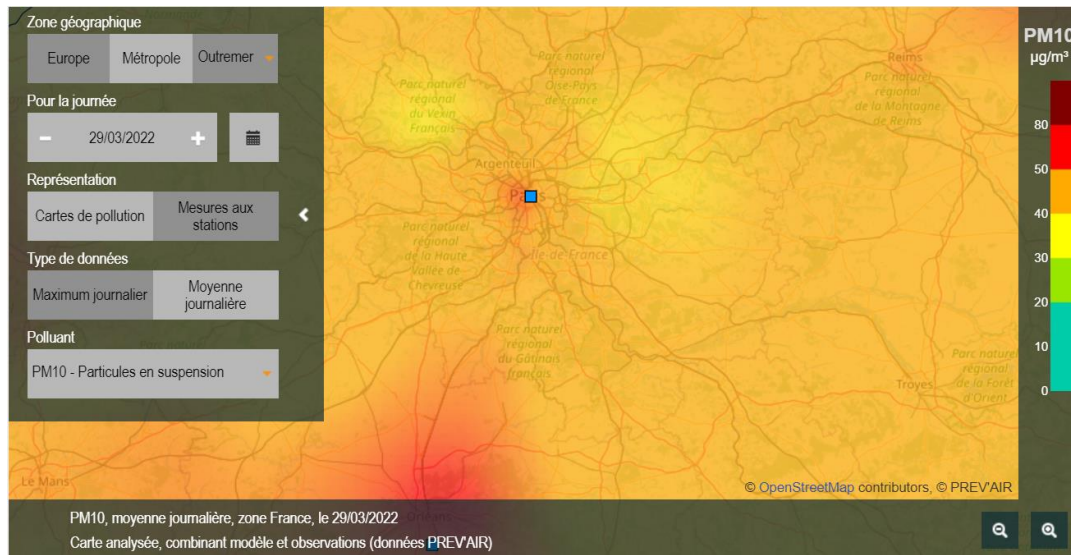 Zone géographique
Europe
Métropole
Outremer
Pour la journée
− 29/03/2022 +
Représentation
Cartes de pollution
Mesures aux
stations
Type de données
Maximum journalier
Moyenne
journalière
Polluant
PM10 - Particules en suspension
Parc naturel
régional
du Vexin
Français
Parc naturel
régional
Oise-Pays
de France
Reims
Parc naturel
régional
de la Montagne
de Reims
Argenteuil
Paris
Parc naturel
régional
de la Haute
Vallée de
Chevreuse
Île-de-France
Parc naturel
régional
du Gâtinais
français
Parc naturel
régional
de la Forêt
d'Orient
Troyes
Le Mans
Orléans
PM10
µg/m³
80
50
40
30
20
10
0
© OpenStreetMap contributors, © PREV'AIR
PM10, moyenne journalière, zone France, le 29/03/2022
Carte analysée, combinant modèle et observations (données PREV'AIR)